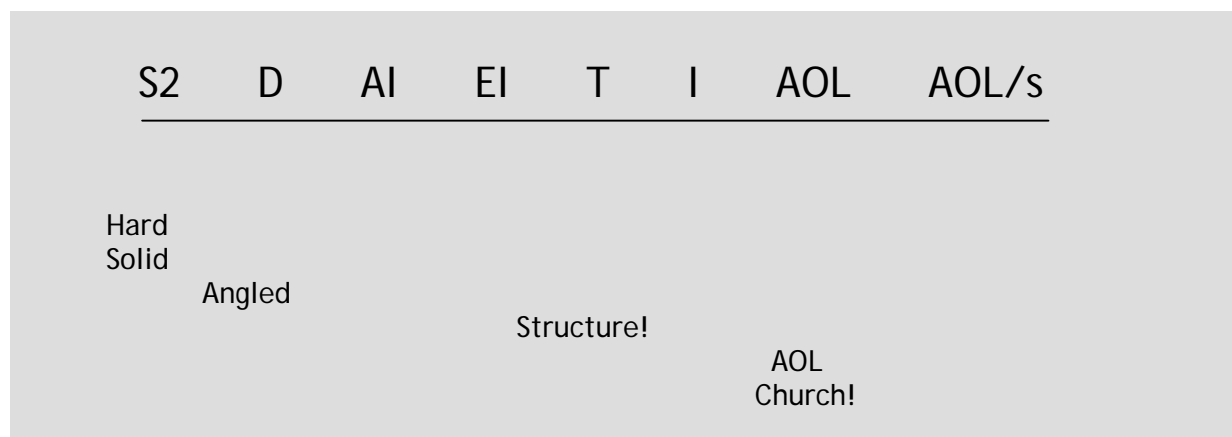 S2 D AI EI T I AOL AOL/s
Hard
Solid
Angled
Structure!
AOL
Church!